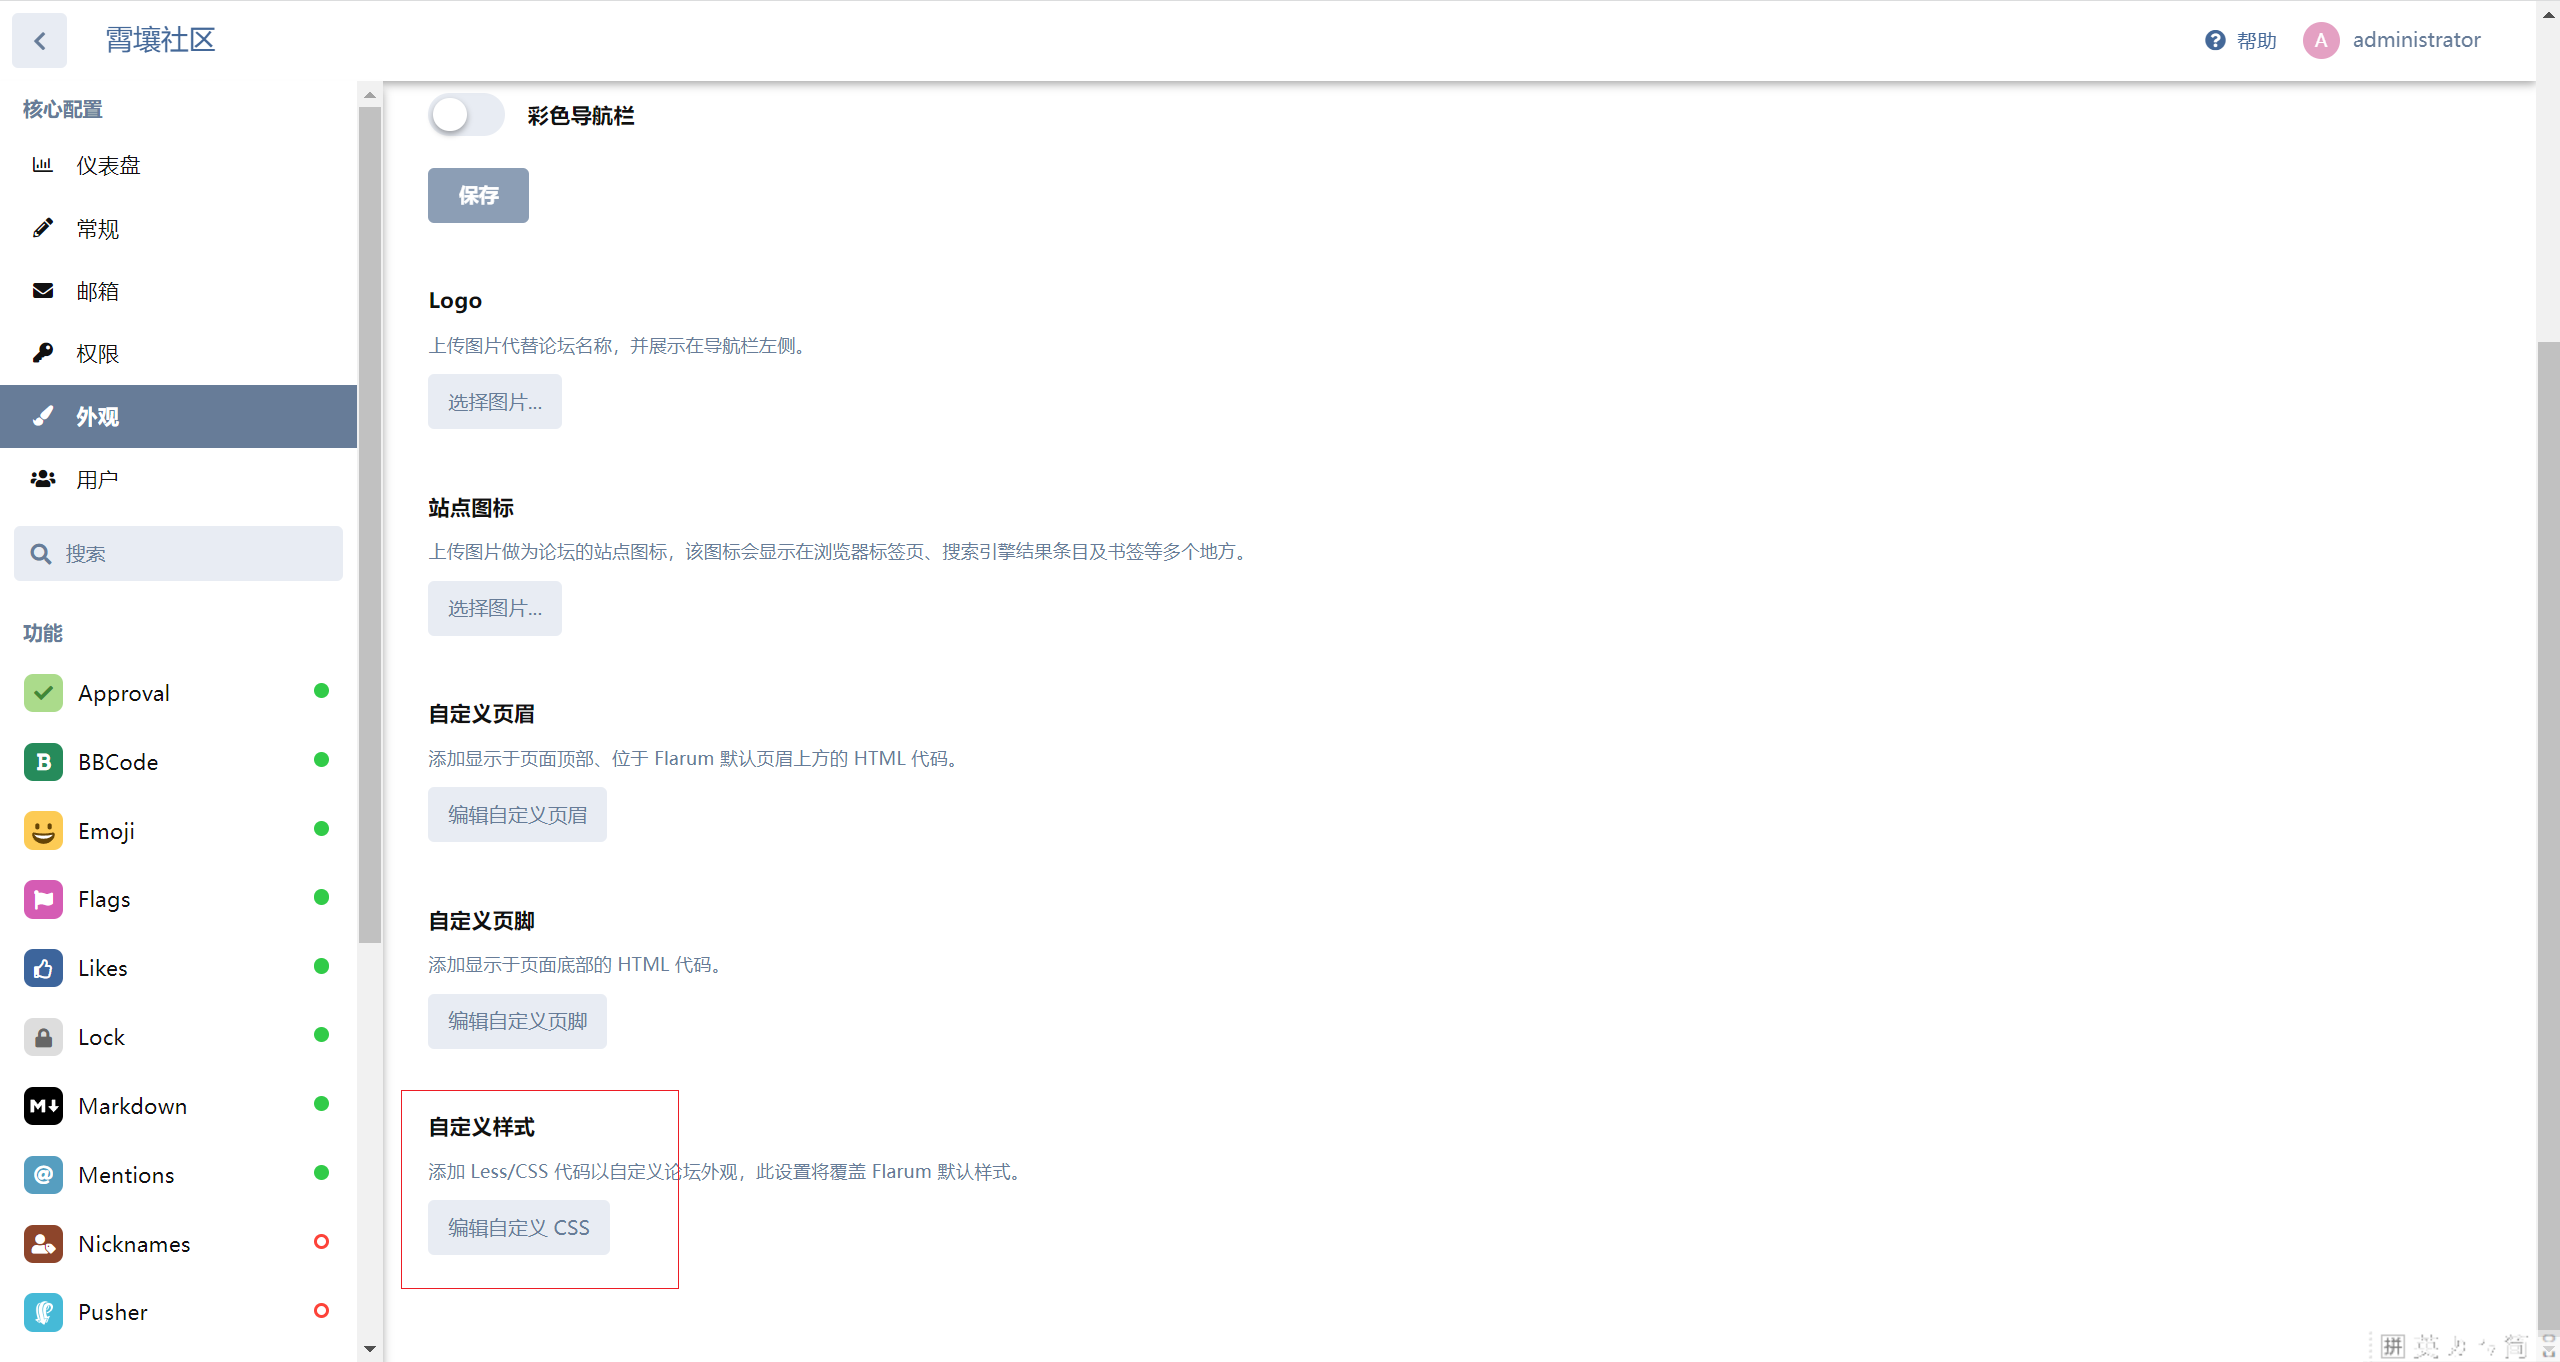 霄壤社区
帮助
A
administrator
核心配置
仪表盘
常规
邮箱
权限
外观
用户
搜索
功能
Approval
B
BBCode
Emoji
Flags
Likes
Lock
M
Markdown
@
Mentions
Nicknames
Pusher
彩色导航栏
保存
Logo
上传图片代替论坛名称，并展示在导航栏左侧。
选择图片...
站点图标
上传图片做为论坛的站点图标，该图标会显示在浏览器标签页、搜索引擎结果条目及书签等多个地方。
选择图片...
自定义页眉
添加显示于页面顶部、位于 Flarum 默认页眉上方的 HTML 代码。
编辑自定义页眉
自定义页脚
添加显示于页面底部的 HTML 代码。
编辑自定义页脚
自定义样式
添加 Less/CSS 代码以自定义论坛外观，此设置将覆盖 Flarum 默认样式。
编辑自定义 CSS
拼 英 简